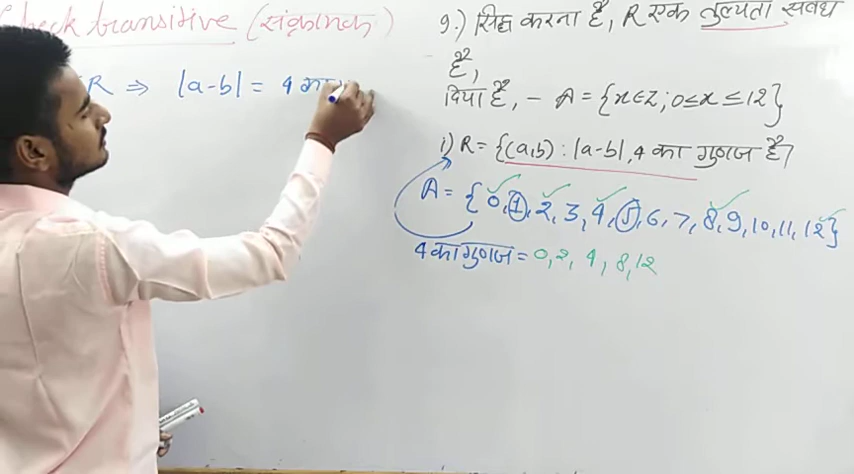 Check transitive (संक्रामक)
R ⇒ |a-b| = 4 का
9.) सिद्ध करना है, R एक तुल्यता संबंध
है,
दिया है, - A = {x∈Z; 0≤x≤12}
i) R = {(a,b) : |a-b|, 4 का गुणज है}
A = { 0, 1, 2, 3, 4, 5, 6, 7, 8, 9, 10, 11, 12}
4 का गुणज = 0, 2, 4, 8, 12